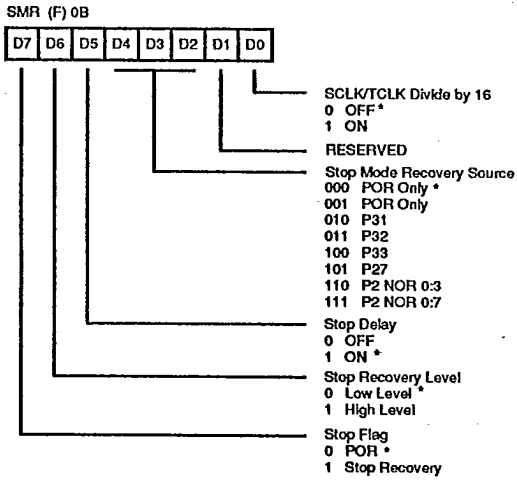 SMR (F) 0B
D7 D6 D5 D4 D3 D2 D1 D0
SCLK/TCLK Divide by 16
0 OFF*
1 ON
RESERVED
Stop Mode Recovery Source
000 POR Only *
001 POR Only
010 P31
011 P32
100 P33
101 P27
110 P2 NOR 0:3
111 P2 NOR 0:7
Stop Delay
0 OFF
1 ON *
Stop Recovery Level
0 Low Level *
1 High Level
Stop Flag
0 POR *
1 Stop Recovery